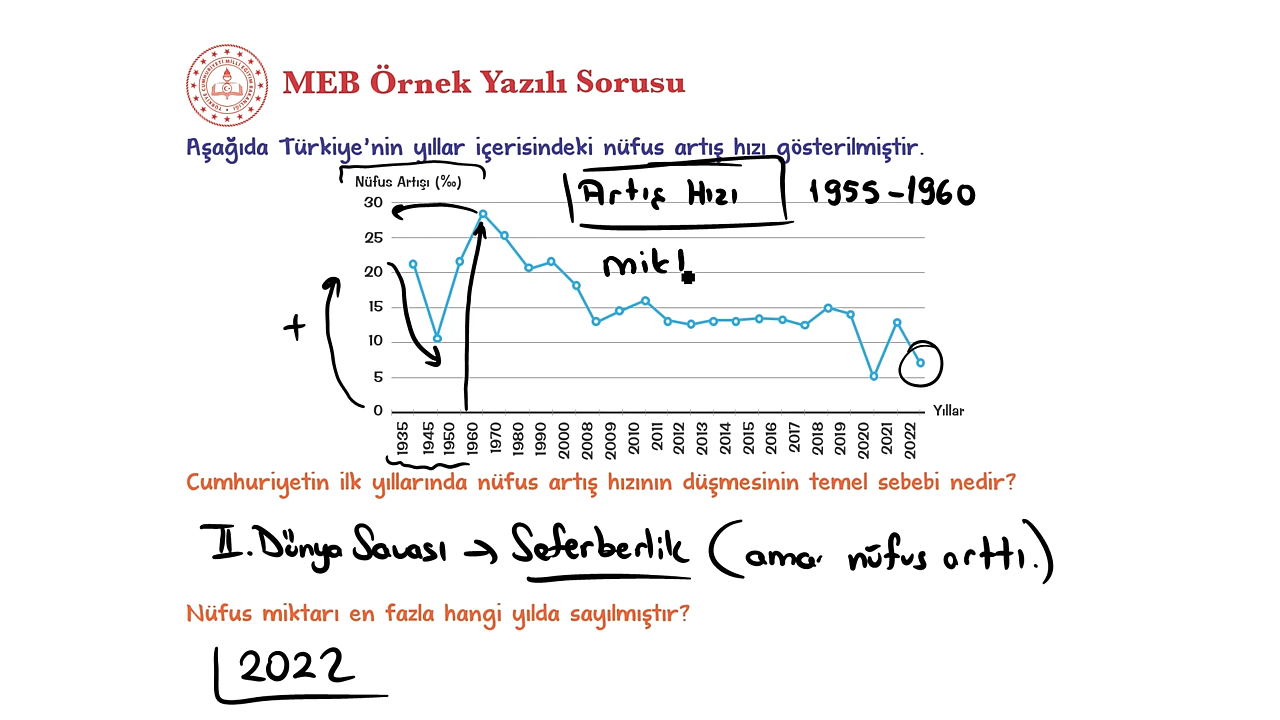 MEB Örnek Yazılı Sorusu
Aşağıda Türkiye'nin yıllar içerisindeki nüfus artış hızı gösterilmiştir.
Nüfus Artışı (‰)
Artış Hızı 1955-1960
mik
30
25
20
15
10
5
0
+
Yıllar
1935 1945 1950 1960 1970 1980 1990 2000 2008 2009 2010 2011 2012 2013 2014 2015 2016 2017 2018 2019 2020 2021 2022
Cumhuriyetin ilk yıllarında nüfus artış hızının düşmesinin temel sebebi nedir?
II. Dünya Savası → Seferberlik (ama nüfus arttı.)
Nüfus miktarı en fazla hangi yılda sayılmıştır?
2022